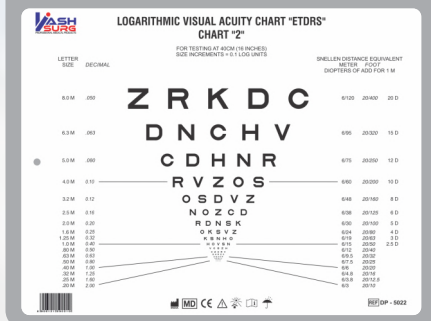 VASH
SURG
LOGARITHMIC VISUAL ACUITY CHART "ETDRS"
CHART "2"
FOR TESTING AT 40CM (16 INCHES)
SIZE INCREMENTS = 0.1 LOG UNITS
LETTER SIZE DECIMAL
SNELLEN DISTANCE EQUIVALENT
METER FOOT
DIOPTERS OF ADD FOR 1 M
8.0 M .050 Z R K D C 6/120 20/400 20 D
6.3 M .063 D N C H V 6/95 20/320 15 D
5.0 M .080 C D H N R 6/75 20/250 12 D
4.0 M 0.10 R V Z O S 6/60 20/200 10 D
3.2 M 0.12 O S D V Z 6/48 20/160 8 D
2.5 M 0.16 N O Z C D 6/38 20/120 6 D
2.0 M 0.20 R D N S K 6/30 20/100 5 D
1.6 M 0.25 O K S V Z 6/24 20/80 4 D
1.25 M 0.32 K S N H O 6/19 20/63 3 D
1.0 M 0.40 H O V S N 6/15 20/50 2.5 D
.80 M 0.50 6/12 20/40
.63 M 0.63 6/9.5 20/32
.50 M 0.80 6/7.5 20/25
.40 M 1.00 6/6 20/20
.32 M 1.25 6/4.8 20/16
.25 M 1.60 6/3.8 20/12.5
.20 M 2.00 6/3 20/10
MD CE REF DP - 5022